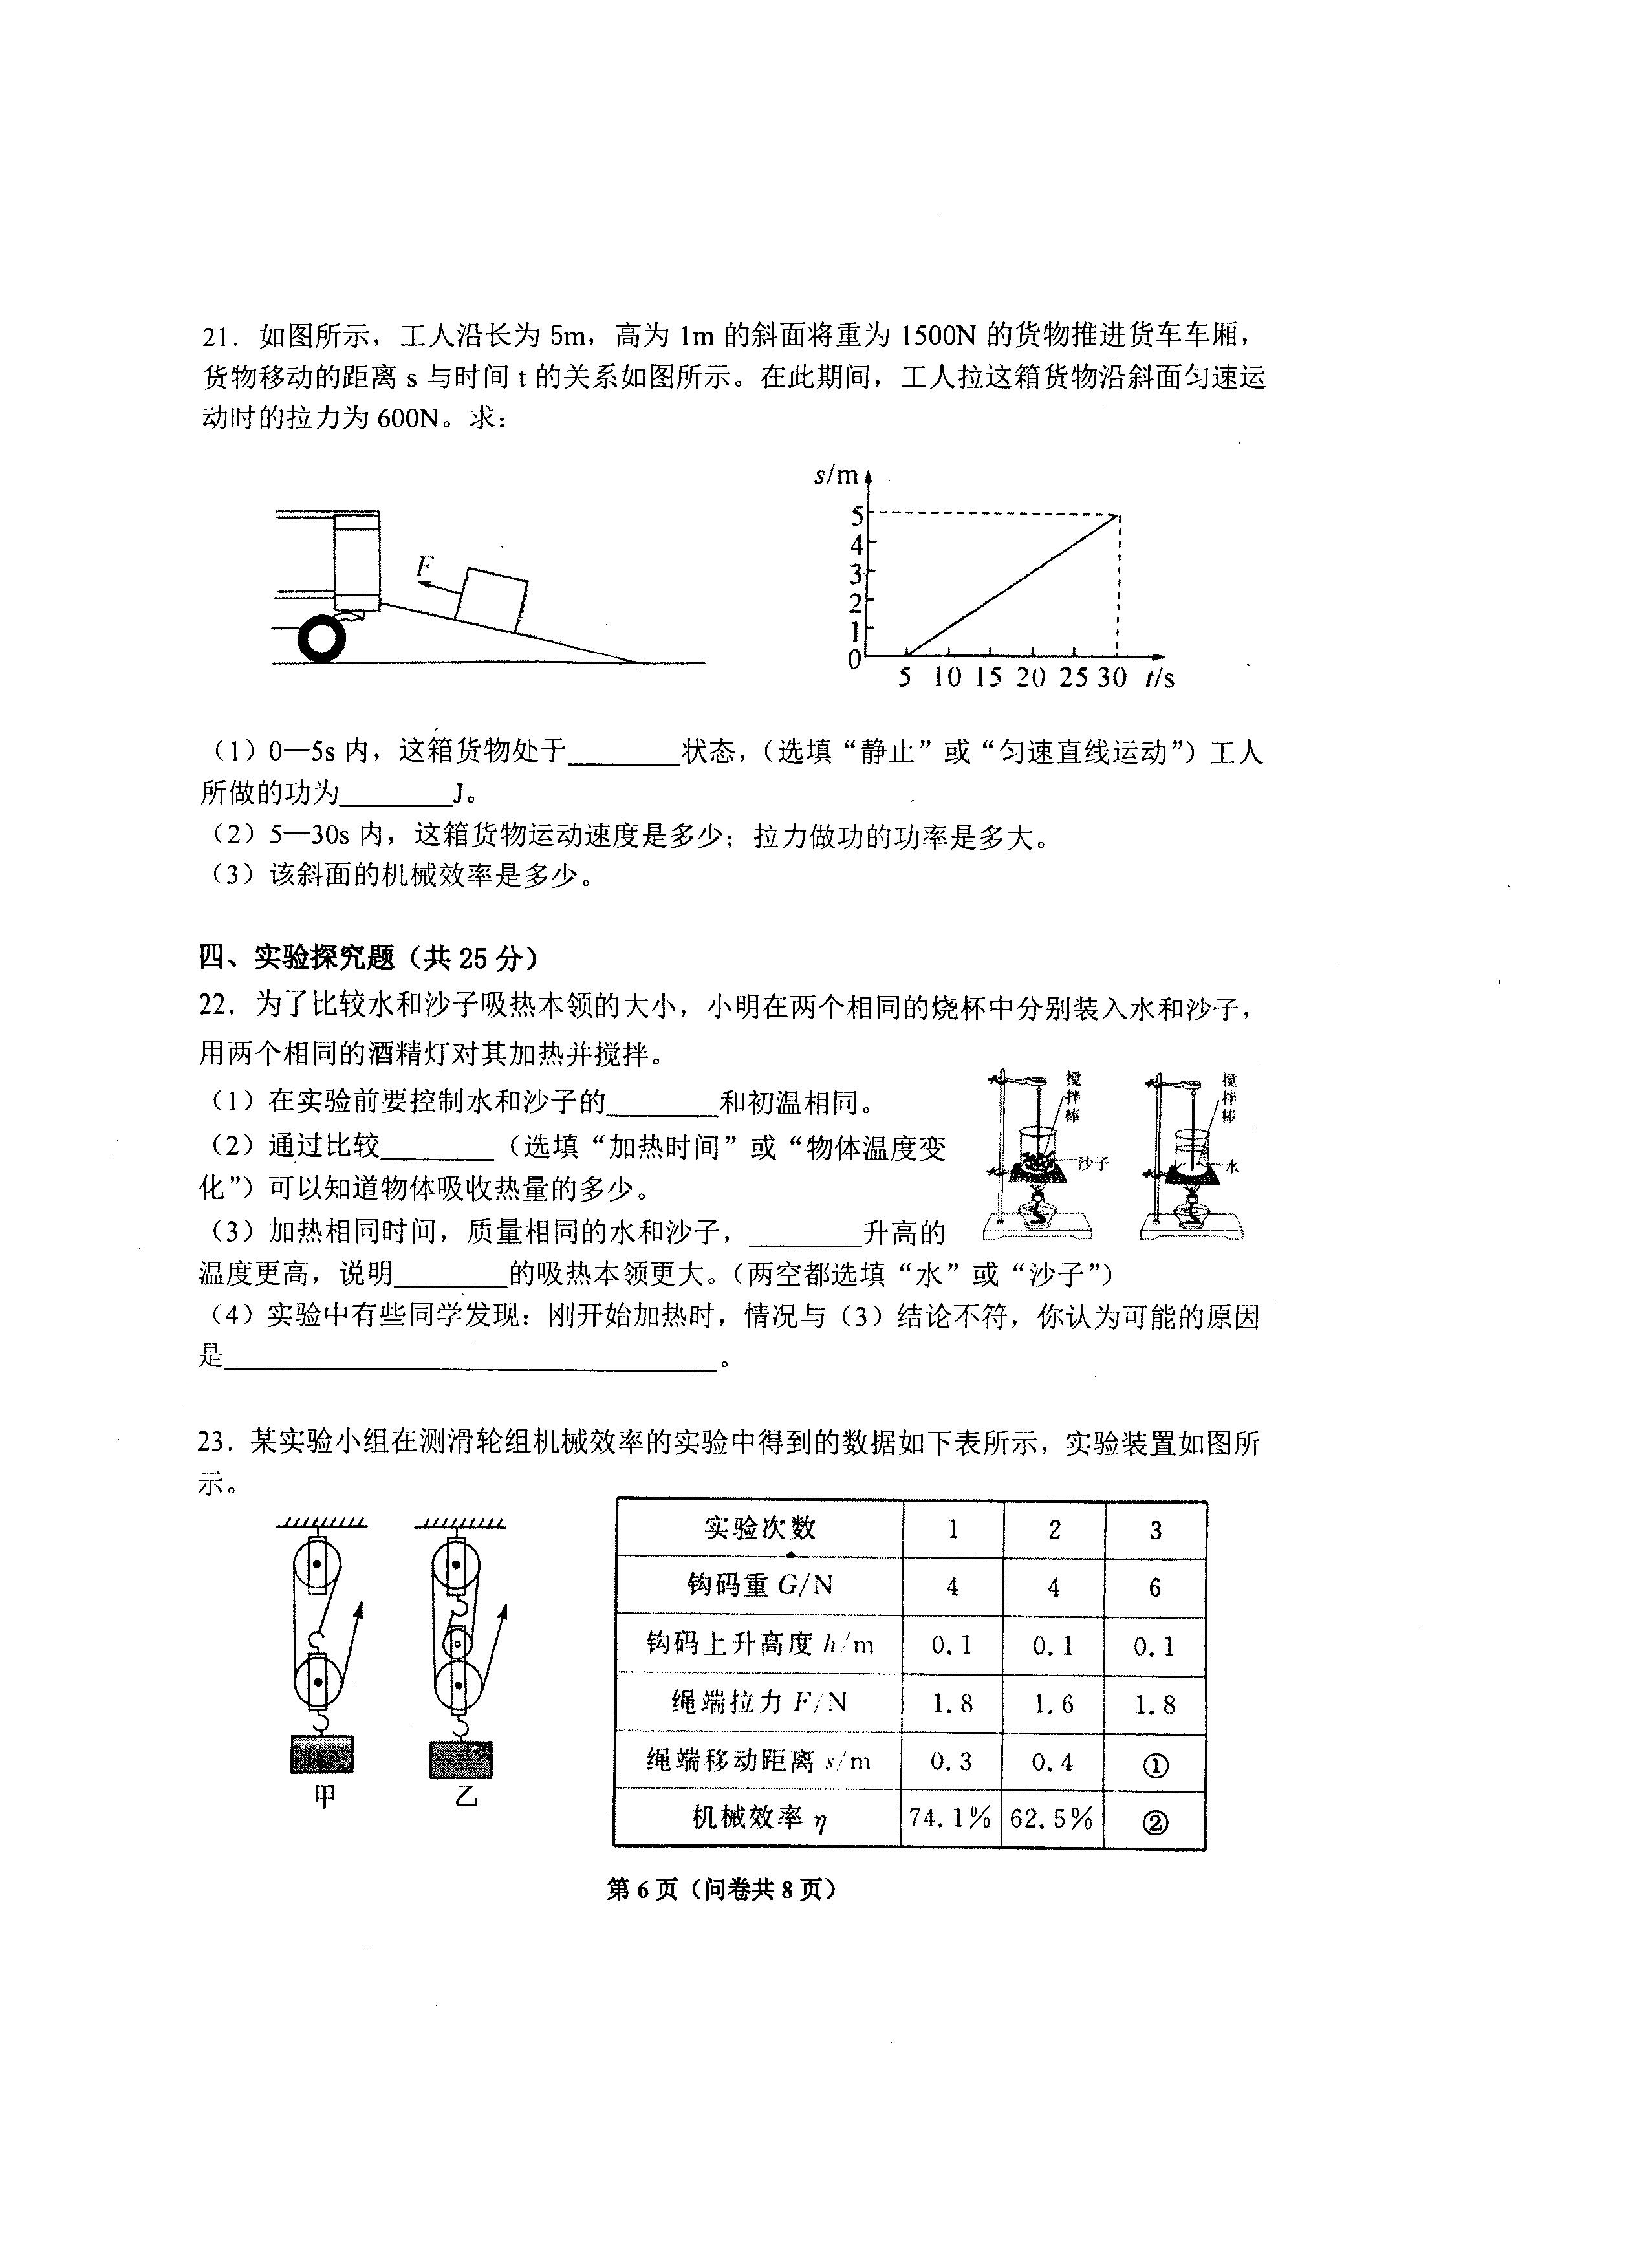 21．如图所示，工人沿长为 5m，高为 1m 的斜面将重为 1500N 的货物推进货车车厢，
货物移动的距离 s 与时间 t 的关系如图所示。在此期间，工人拉这箱货物沿斜面匀速运
动时的拉力为 600N。求：
F
s/m
5
4
3
2
1
0
5 10 15 20 25 30 t/s
（1）0—5s 内，这箱货物处于________状态，（选填“静止”或“匀速直线运动”）工人
所做的功为________J。
（2）5—30s 内，这箱货物运动速度是多少；拉力做功的功率是多大。
（3）该斜面的机械效率是多少。
四、实验探究题（共 25 分）
22．为了比较水和沙子吸热本领的大小，小明在两个相同的烧杯中分别装入水和沙子，
用两个相同的酒精灯对其加热并搅拌。
（1）在实验前要控制水和沙子的________和初温相同。
（2）通过比较________（选填“加热时间”或“物体温度变
化”）可以知道物体吸收热量的多少。
（3）加热相同时间，质量相同的水和沙子，________升高的
温度更高，说明________的吸热本领更大。（两空都选填“水”或“沙子”）
（4）实验中有些同学发现：刚开始加热时，情况与（3）结论不符，你认为可能的原因
是____________________________________。
搅拌棒
沙子
搅拌棒
水
23．某实验小组在测滑轮组机械效率的实验中得到的数据如下表所示，实验装置如图所
示。
甲
乙
实验次数 1 2 3
钩码重 G/N 4 4 6
钩码上升高度 h/m 0.1 0.1 0.1
绳端拉力 F/N 1.8 1.6 1.8
绳端移动距离 s/m 0.3 0.4 ①
机械效率 η 74.1% 62.5% ②
第 6 页（问卷共 8 页）